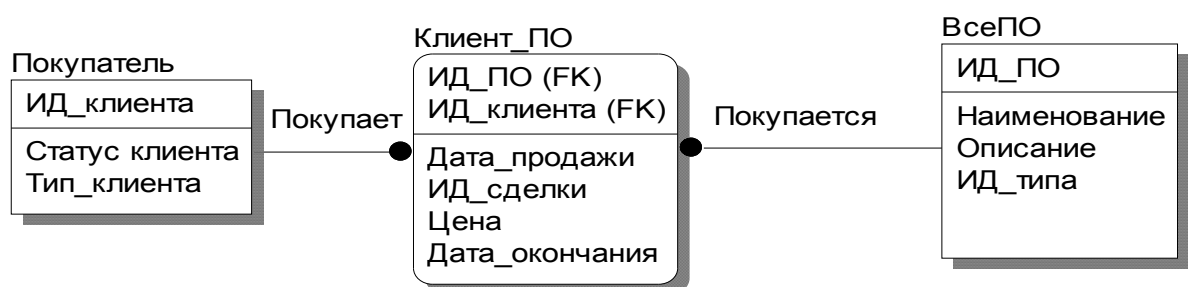 Покупатель
ИД_клиента
Статус клиента
Тип_клиента
Покупает
Клиент_ПО
ИД_ПО (FK)
ИД_клиента (FK)
Дата_продажи
ИД_сделки
Цена
Дата_окончания
Покупается
ВсеПО
ИД_ПО
Наименование
Описание
ИД_типа